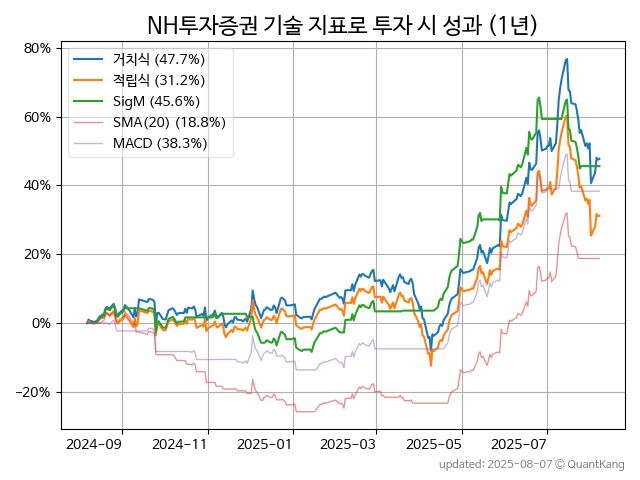 NH투자증권 기술 지표로 투자 시 성과 (1년)
80%
60%
40%
20%
0%
−20%
거치식 (47.7%)
적립식 (31.2%)
SigM (45.6%)
SMA(20) (18.8%)
MACD (38.3%)
2024-09
2024-11
2025-01
2025-03
2025-05
2025-07
updated: 2025-08-07 © QuantKang